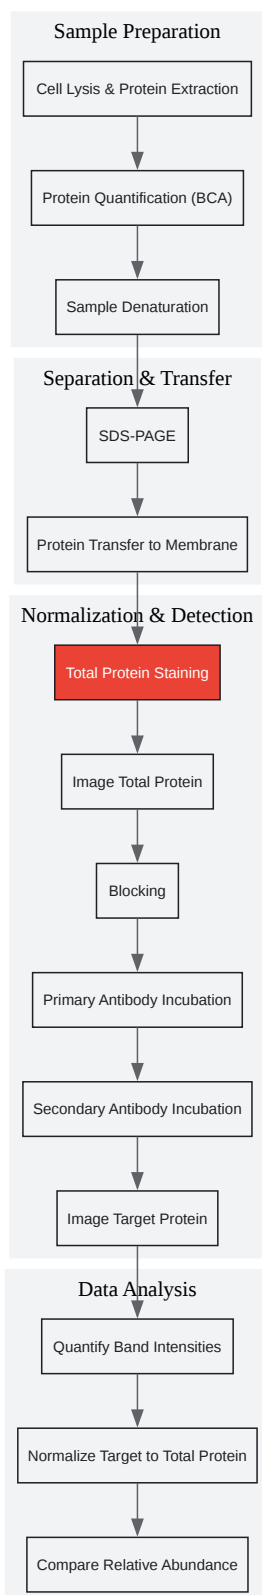 Sample Preparation
Cell Lysis & Protein Extraction
Protein Quantification (BCA)
Sample Denaturation
Separation & Transfer
SDS-PAGE
Protein Transfer to Membrane
Normalization & Detection
Total Protein Staining
Image Total Protein
Blocking
Primary Antibody Incubation
Secondary Antibody Incubation
Image Target Protein
Data Analysis
Quantify Band Intensities
Normalize Target to Total Protein
Compare Relative Abundance